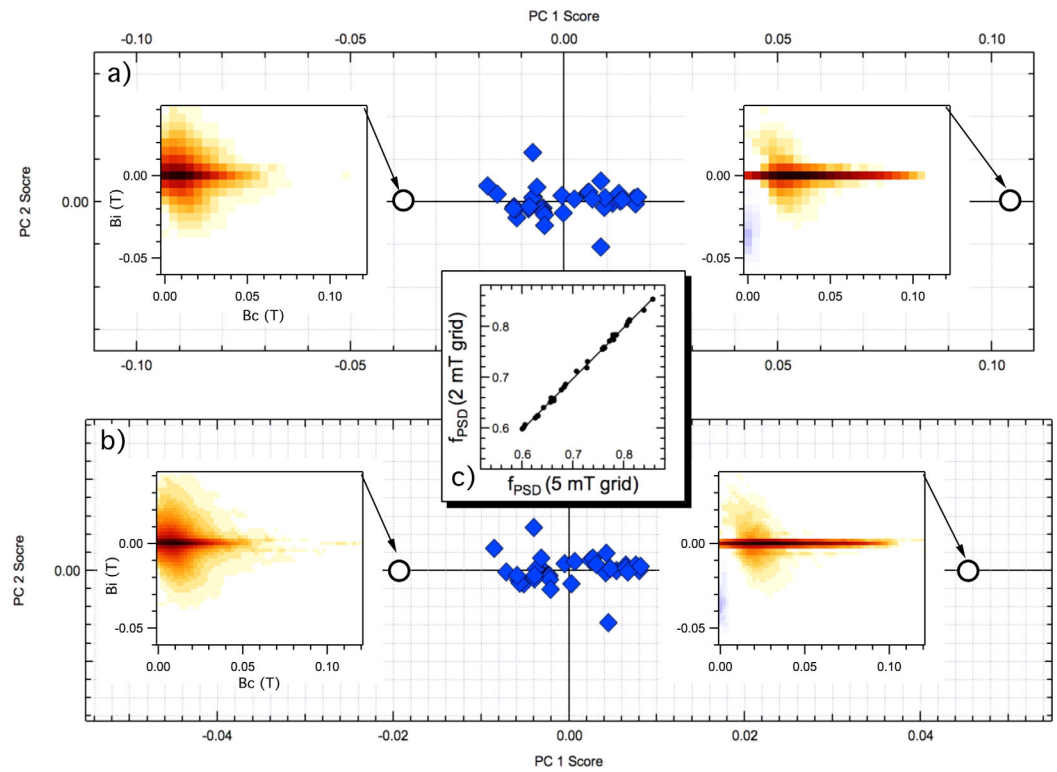 PC 1 Score
-0.10 -0.05 0.00 0.05 0.10
a)
PC 2 Score
0.00
Bi (T)
0.00
-0.05
0.00 0.05 0.10
Bc (T)
0.00
-0.05
0.00 0.05 0.10
-0.10 -0.05 0.05 0.10
c)
f_PSD (2 mT grid)
0.8
0.7
0.6
0.6 0.7 0.8
f_PSD (5 mT grid)
b)
PC 2 Socre
0.00
Bi (T)
0.00
-0.05
0.00 0.05 0.10
Bc (T)
0.00
-0.05
0.00 0.05 0.10
-0.04 -0.02 0.00 0.02 0.04
PC 1 Score